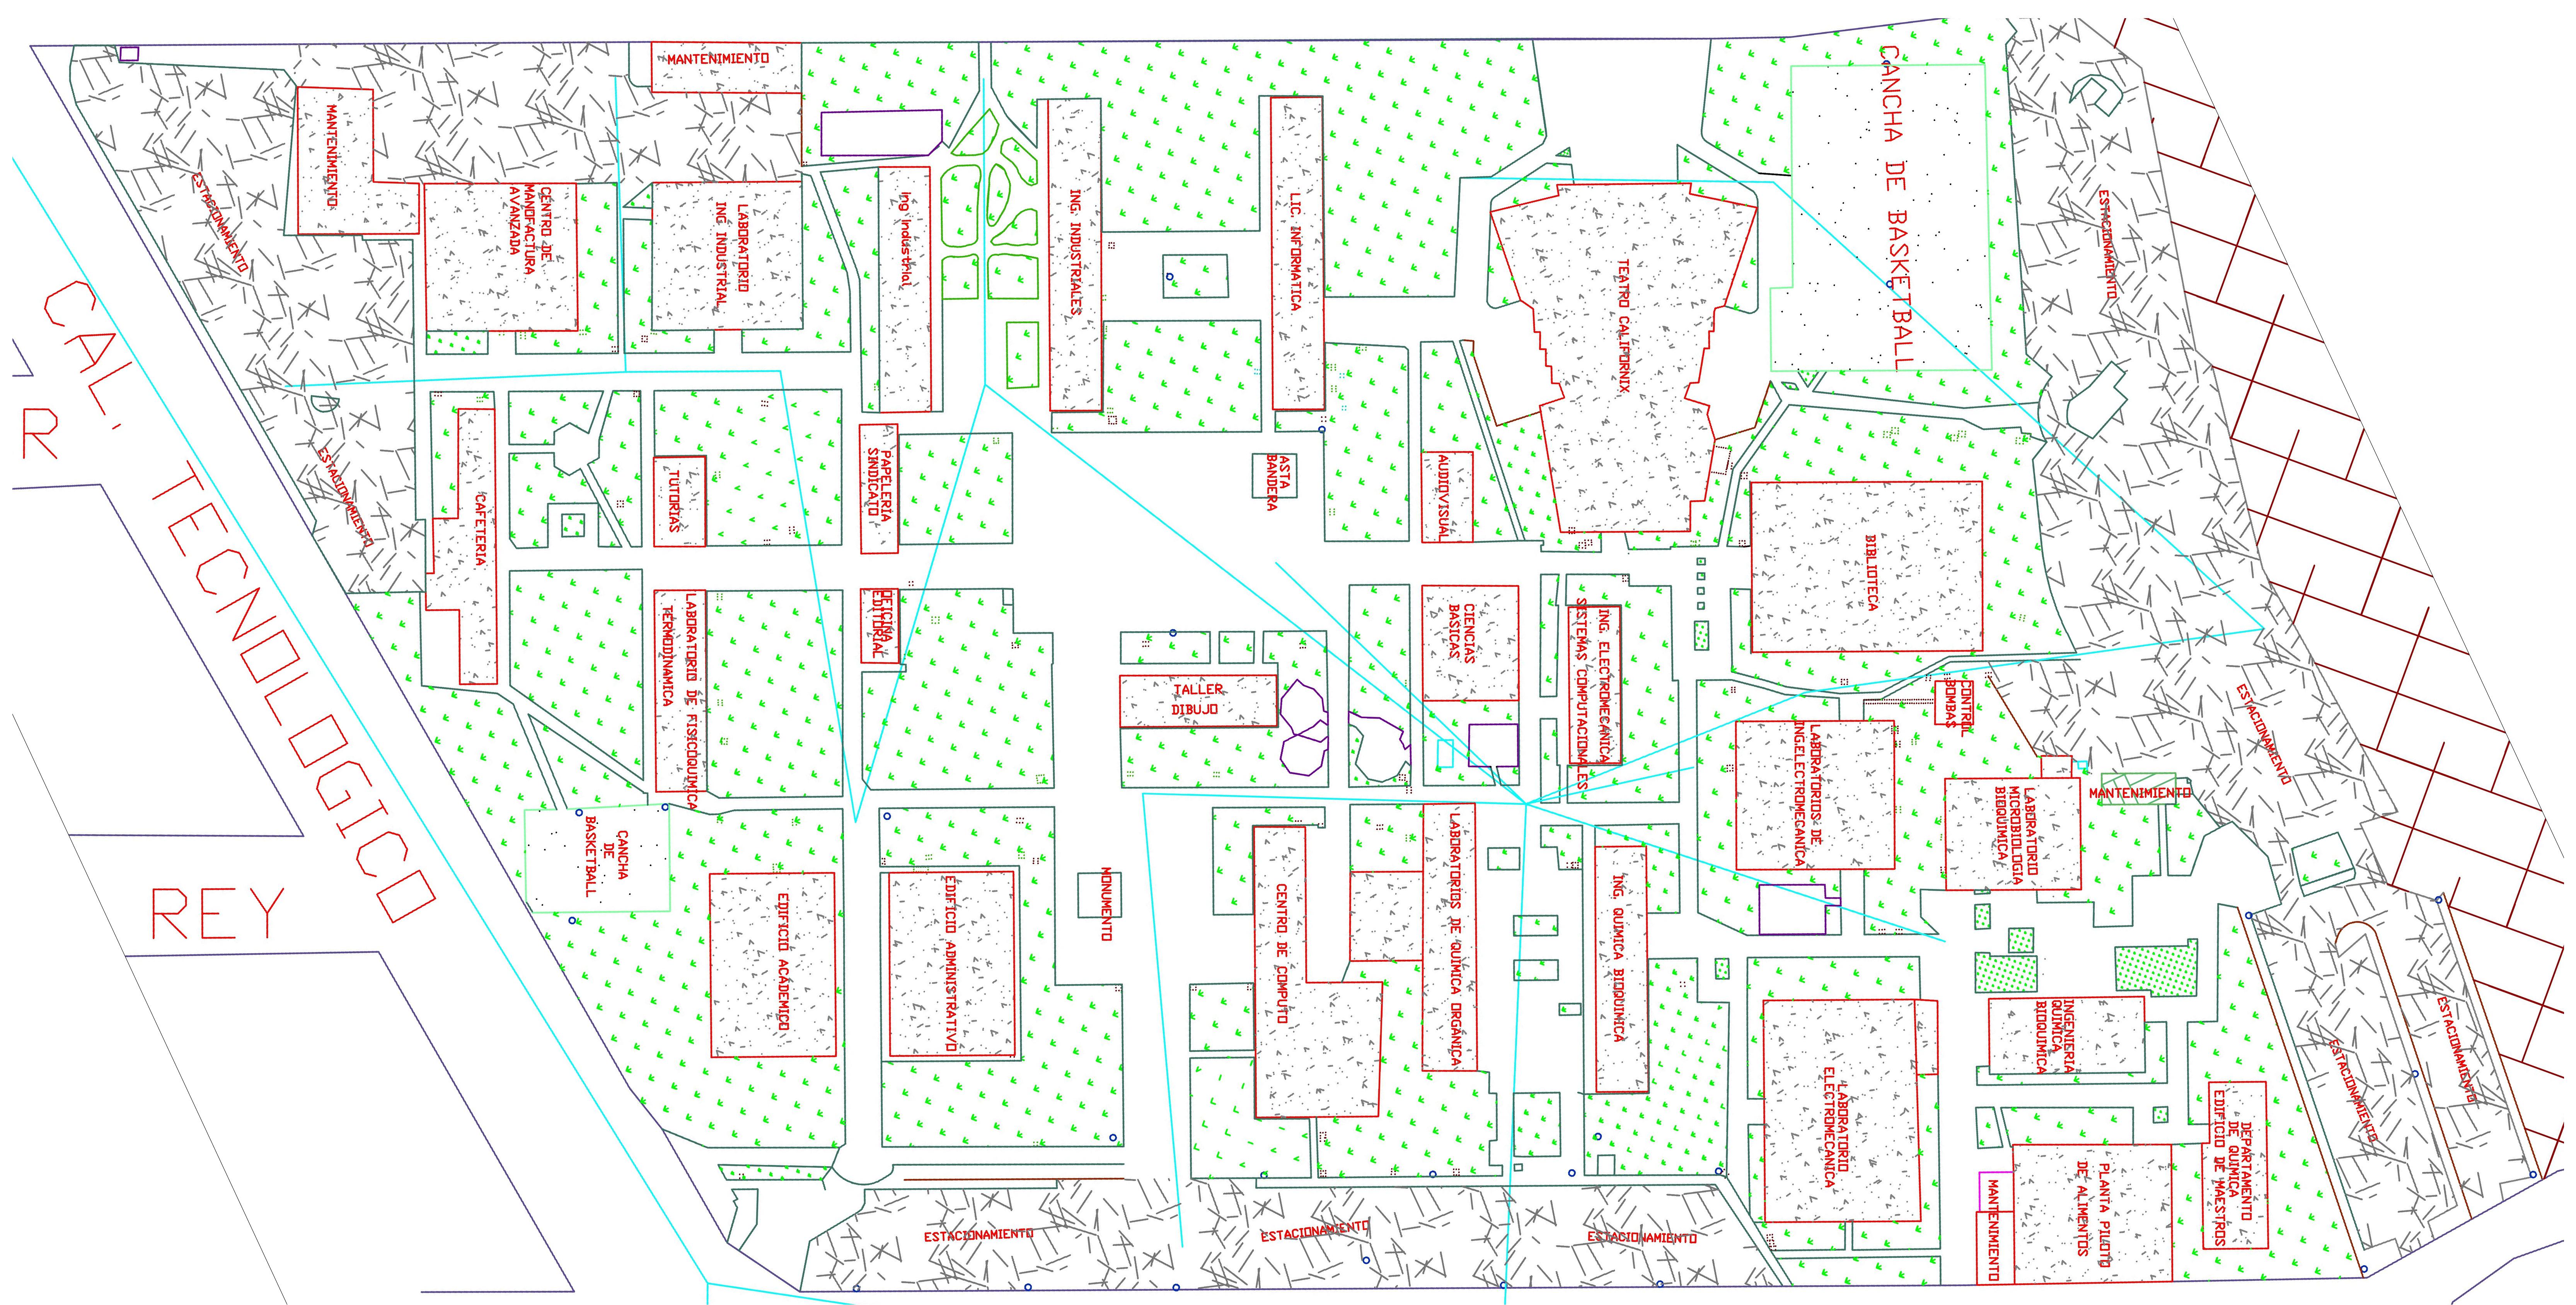 MANTENIMIENTO
CANCHA DE BASKETBALL
MANTENIMIENTO
ESTACIONAMIENTO
CENTRO DE
MANOFACTURA
AVANZADA
LABORATORIO
ING INDUSTRIAL
ing industrial
ING. INDUSTRIALES
LIC. INFORMATICA
TEATRO CALIFORNIX
ESTACIONAMIENTO
CAL. TECNOLOGICO
R
ESTACIONAMIENTO
CAFETERIA
TUTORIAS
PAPELERIA
SINDICATO
ASTA
BANDERA
AUDIOVISUAL
BIBLIOTECA
LABORATORIO DE FISICOQUIMICA
TERMODINAMICA
OFICINA
EDITORIAL
TALLER
DIBUJO
CIENCIAS
BASICAS
ING. ELECTROMECANICA
SISTEMAS COMPUTACIONALES
CONTROL
BOMBAS
ESTACIONAMIENTO
LABORATORIOS DE
ING.ELECTROMECANICA
LABORATORIO
MICROBIOLOGIA
BIOQUIMICA
MANTENIMIENTO
CANCHA
DE
BASKETBALL
REY
EDIFICIO ACÁDEMICO
EDIFICIO ADMINISTRATIVO
MONUMENTO
CENTRO DE COMPUTO
LABORATORIOS DE QUIMICA ORGÁNICA
ING. QUIMICA BIOQUIMICA
INGENIERIA
QUIMICA
BIOQUIMICA
ESTACIONAMIENTO
ESTACIONAMIENTO
LABORATORIO
ELECTROMECANICA
DEPARTAMENTO
DE QUIMICA
EDIFICIO DE MAESTROS
PLANTA PILOTO
DE ALIMENTOS
MANTENIMIENTO
ESTACIONAMIENTO
ESTACIONAMIENTO
ESTACIONAMIENTO